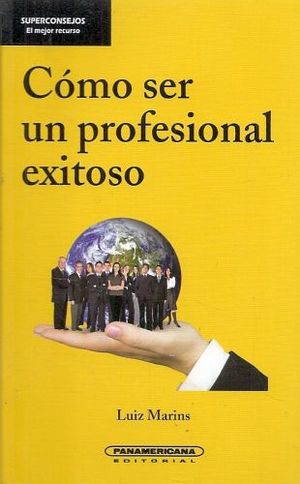 SUPERCONSEJOS
El mejor recurso
Cómo ser
un profesional
exitoso
Luiz Marins
PANAMERICANA
EDITORIAL